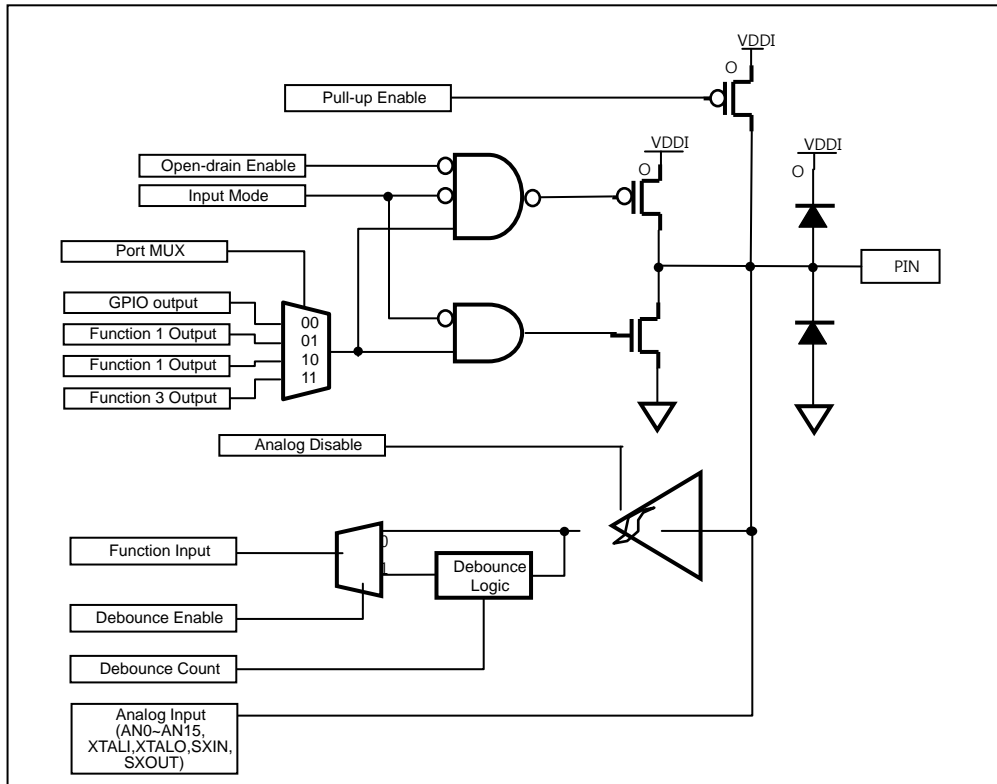 VDDI
O
Pull-up Enable
VDDI
O
VDDI
O
Open-drain Enable
Input Mode
Port MUX
PIN
GPIO output
00
Function 1 Output
01
Function 1 Output
10
Function 3 Output
11
Analog Disable
Function Input
Debounce
Logic
Debounce Enable
Debounce Count
Analog Input
(AN0~AN15,
XTALI,XTALO,SXIN,
SXOUT)